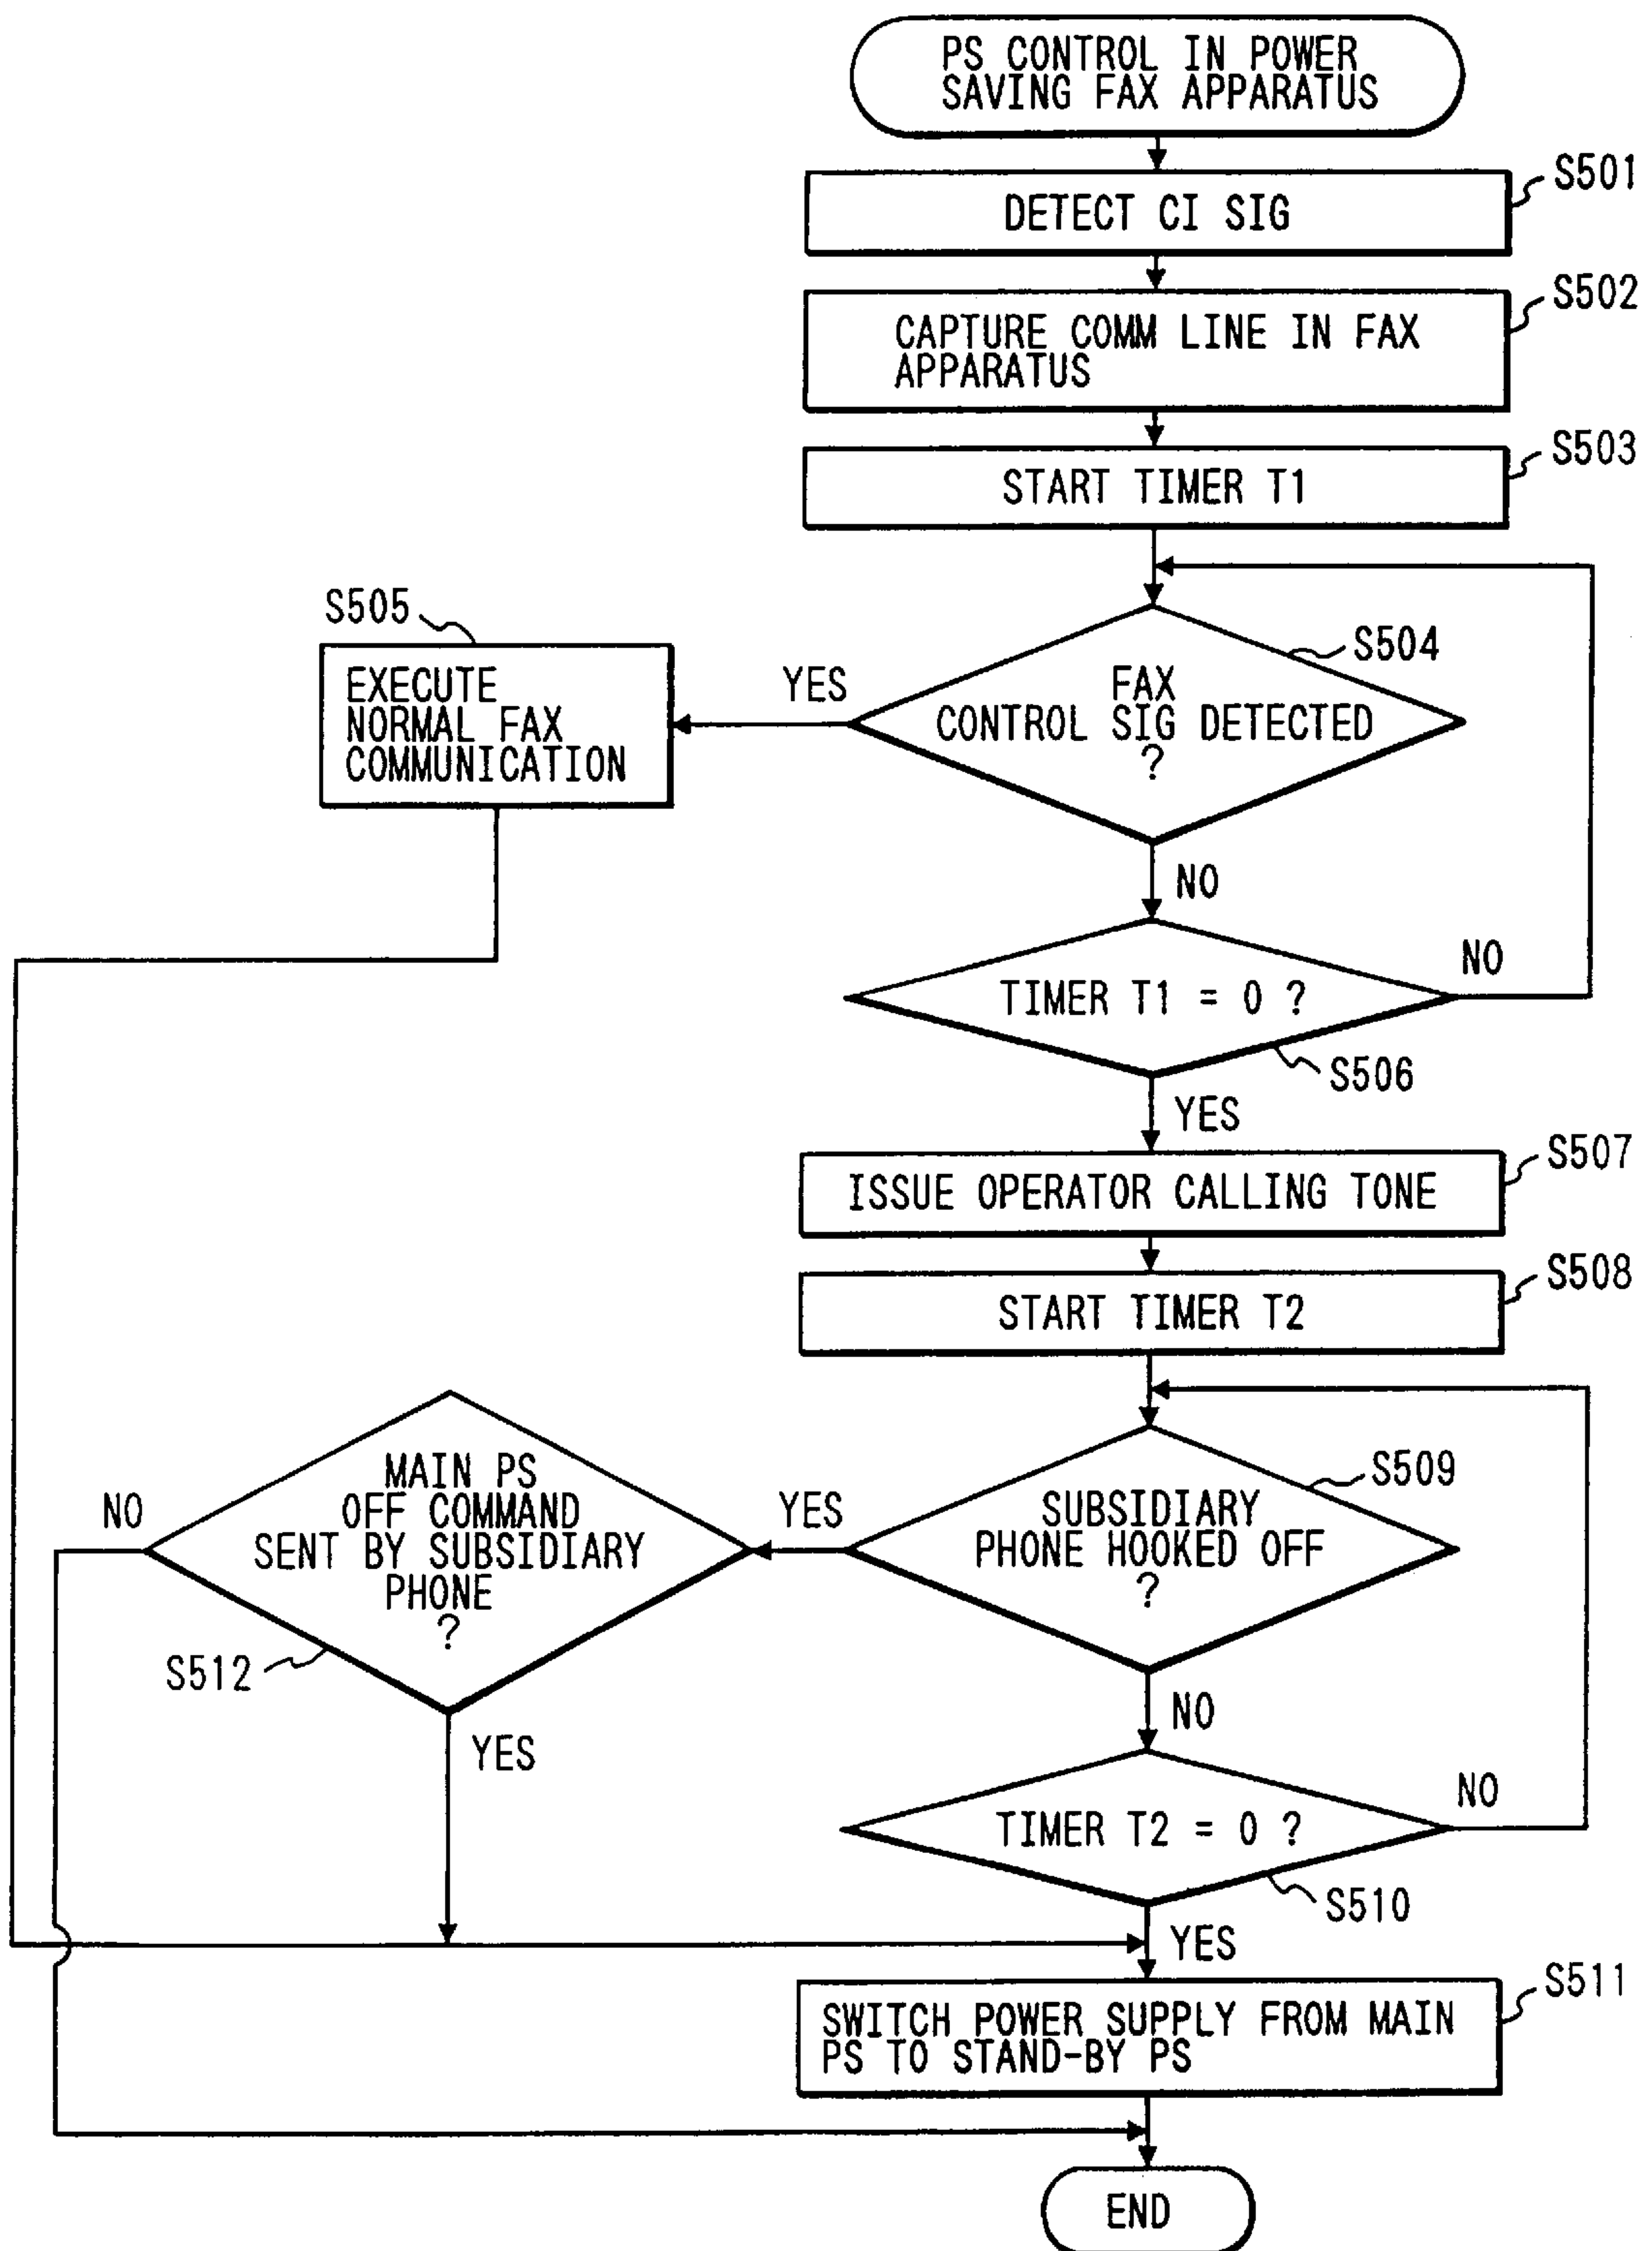 PS CONTROL IN POWER
SAVING FAX APPARATUS
S501
DETECT CI SIG
S502
CAPTURE COMM LINE IN FAX
APPARATUS
S503
START TIMER T1
S504
FAX
CONTROL SIG DETECTED
?
YES
S505
EXECUTE
NORMAL FAX
COMMUNICATION
NO
TIMER T1 = 0 ?
NO
S506
YES
S507
ISSUE OPERATOR CALLING TONE
S508
START TIMER T2
S509
SUBSIDIARY
PHONE HOOKED OFF
?
YES
MAIN PS
OFF COMMAND
SENT BY SUBSIDIARY
PHONE
?
NO
S512
YES
NO
TIMER T2 = 0 ?
NO
S510
YES
S511
SWITCH POWER SUPPLY FROM MAIN
PS TO STAND-BY PS
END